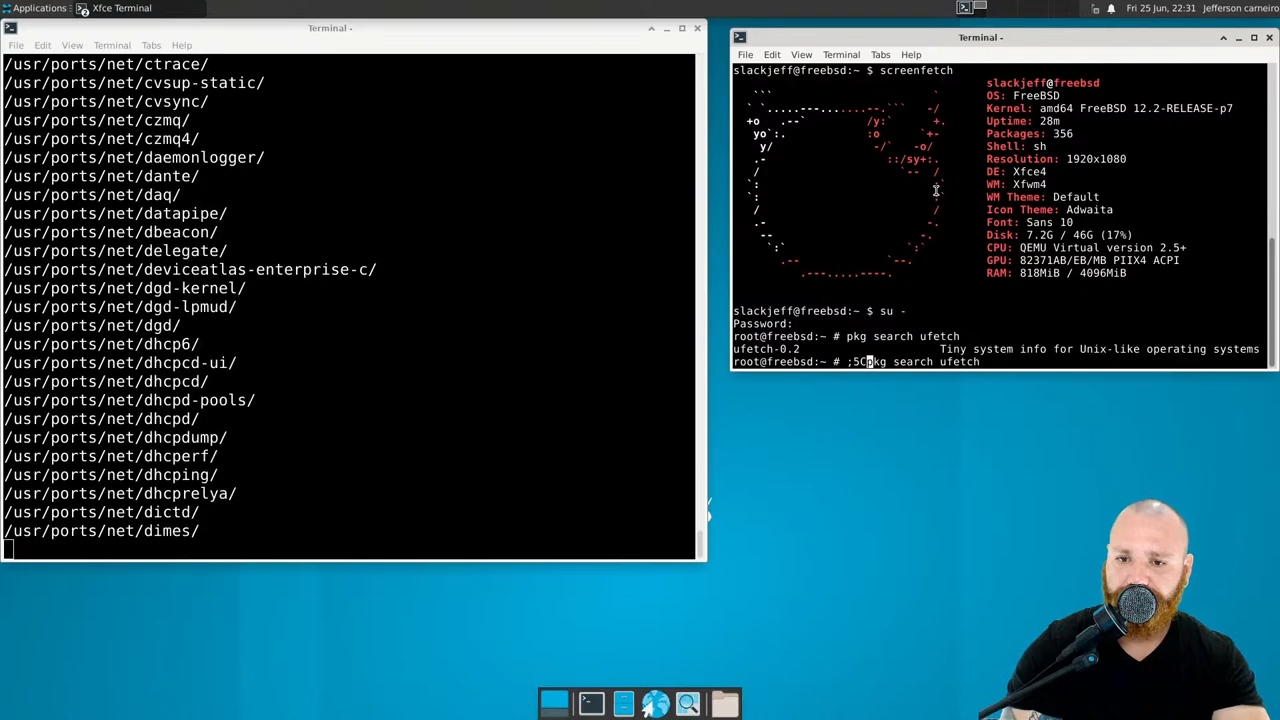 Applications
Xfce Terminal
2
Fri 25 Jun, 22:31 Jefferson carneiro
Terminal -
File Edit View Terminal Tabs Help
/usr/ports/net/ctrace/
/usr/ports/net/cvsup-static/
/usr/ports/net/cvsync/
/usr/ports/net/czmq/
/usr/ports/net/czmq4/
/usr/ports/net/daemonlogger/
/usr/ports/net/dante/
/usr/ports/net/daq/
/usr/ports/net/datapipe/
/usr/ports/net/dbeacon/
/usr/ports/net/delegate/
/usr/ports/net/deviceatlas-enterprise-c/
/usr/ports/net/dgd-kernel/
/usr/ports/net/dgd-lpmud/
/usr/ports/net/dgd/
/usr/ports/net/dhcp6/
/usr/ports/net/dhcpcd-ui/
/usr/ports/net/dhcpcd/
/usr/ports/net/dhcpd-pools/
/usr/ports/net/dhcpd/
/usr/ports/net/dhcpdump/
/usr/ports/net/dhcperf/
/usr/ports/net/dhcping/
/usr/ports/net/dhcprelya/
/usr/ports/net/dictd/
/usr/ports/net/dimes/
Terminal -
File Edit View Terminal Tabs Help
slackjeff@freebsd:~ $ screenfetch
slackjeff@freebsd
OS: FreeBSD
Kernel: amd64 FreeBSD 12.2-RELEASE-p7
Uptime: 28m
Packages: 356
Shell: sh
Resolution: 1920x1080
DE: Xfce4
WM: Xfwm4
WM Theme: Default
Icon Theme: Adwaita
Font: Sans 10
Disk: 7.2G / 46G (17%)
CPU: QEMU Virtual version 2.5+
GPU: 82371AB/EB/MB PIIX4 ACPI
RAM: 818MiB / 4096MiB
slackjeff@freebsd:~ $ su -
Password:
root@freebsd:~ # pkg search ufetch
ufetch-0.2 Tiny system info for Unix-like operating systems
root@freebsd:~ # ;5Cpkg search ufetch